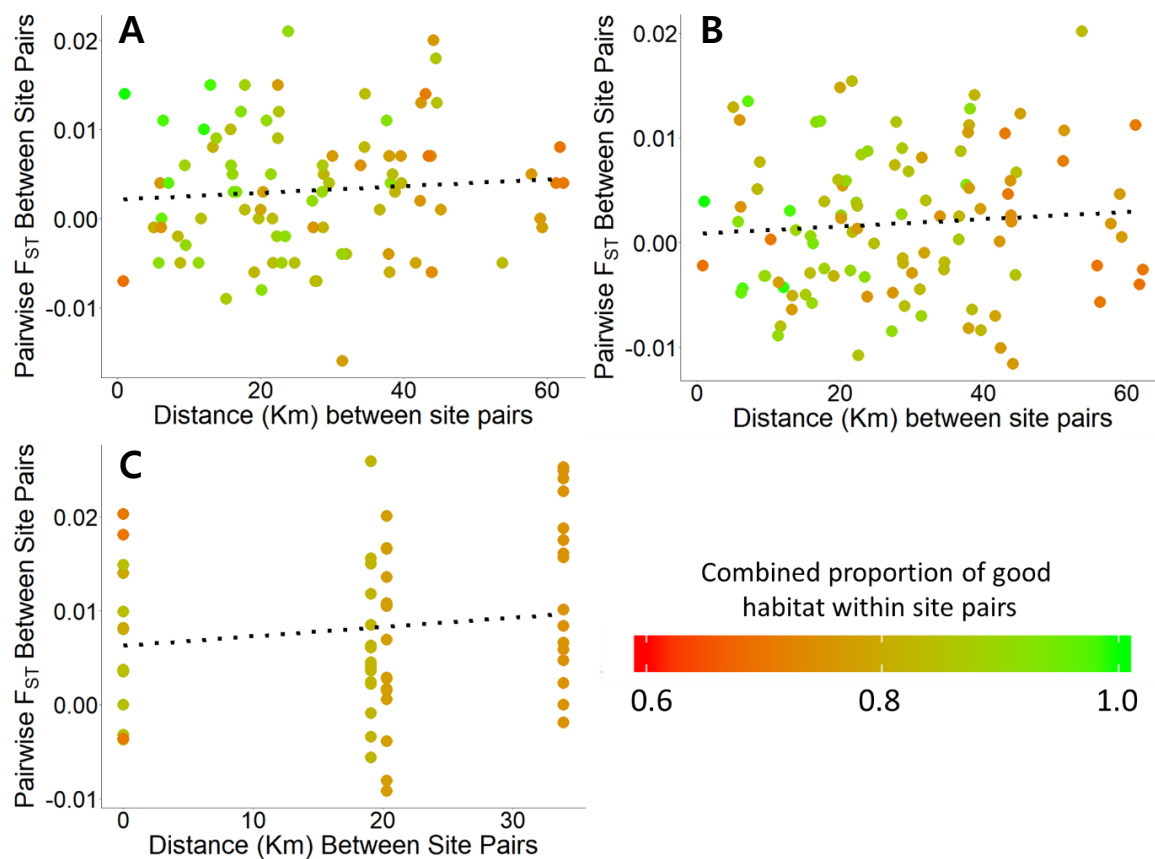 A
Pairwise FST Between Site Pairs
0.02
0.01
0.00
-0.01
0
20
40
60
Distance (Km) between site pairs
B
Pairwise FST Between Site Pairs
0.02
0.01
0.00
-0.01
0
20
40
60
Distance (Km) between site pairs
C
Pairwise FST Between Site Pairs
0.02
0.01
0.00
-0.01
0
10
20
30
Distance (Km) Between Site Pairs
Combined proportion of good
habitat within site pairs
0.6
0.8
1.0